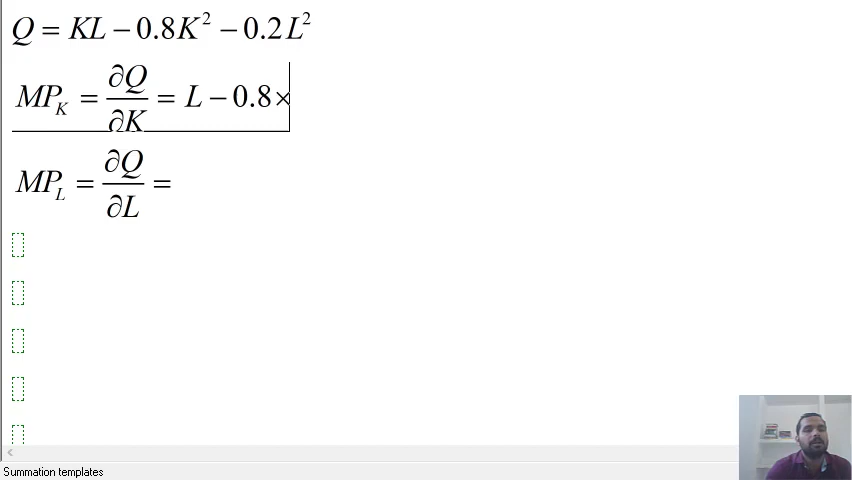 Q = KL − 0.8K² − 0.2L²
MP_K = ∂Q/∂K = L − 0.8×
MP_L = ∂Q/∂L =
Summation templates